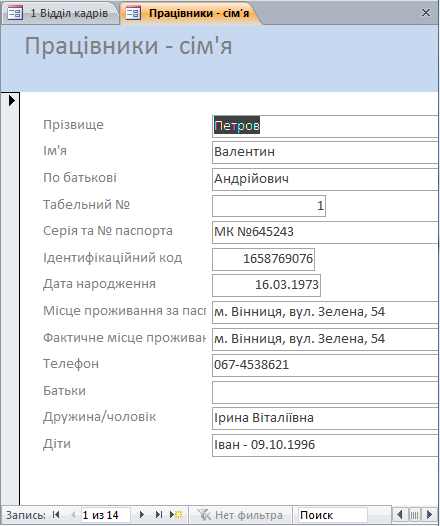 1 Відділ кадрів Працівники - сім'я
Працівники - сім'я
Прізвище Петров
Ім'я Валентин
По батькові Андрійович
Табельний № 1
Серія та № паспорта МК №645243
Ідентифікаційний код 1658769076
Дата народження 16.03.1973
Місце проживання за пасп м. Вінниця, вул. Зелена, 54
Фактичне місце проживан м. Вінниця, вул. Зелена, 54
Телефон 067-4538621
Батьки
Дружина/чоловік Ірина Віталіївна
Діти Іван - 09.10.1996
Запись: 1 из 14 Нет фильтра Поиск